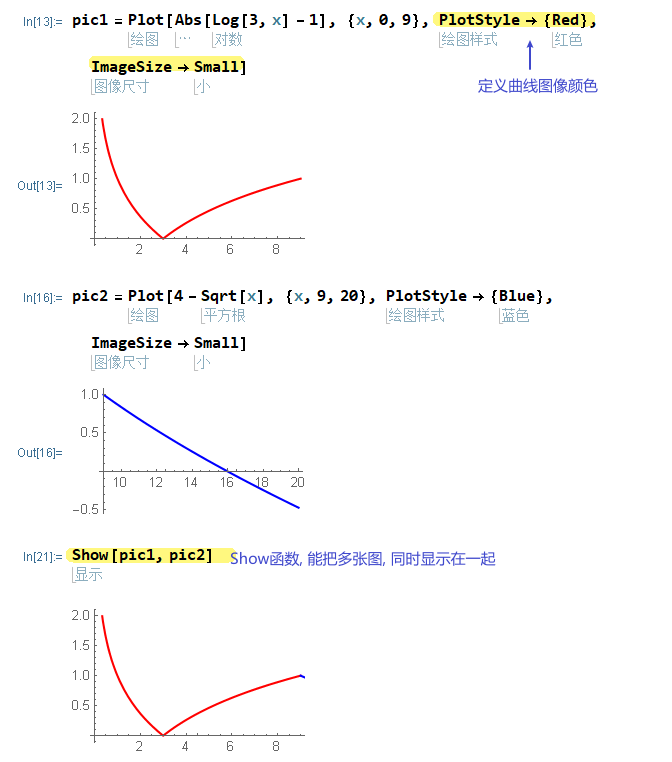 In[13]:= pic1 = Plot[Abs[Log[3, x] - 1], {x, 0, 9}, PlotStyle → {Red},
绘图 … 对数 绘图样式 红色
ImageSize → Small]
图像尺寸 小
定义曲线图像颜色
2.0
1.5
Out[13]=
1.0
0.5
2 4 6 8
In[16]:= pic2 = Plot[4 - Sqrt[x], {x, 9, 20}, PlotStyle → {Blue},
绘图 平方根 绘图样式 蓝色
ImageSize → Small]
图像尺寸 小
1.0
0.5
Out[16]=
10 12 14 16 18 20
-0.5
In[21]:= Show[pic1, pic2] Show函数, 能把多张图, 同时显示在一起
显示
2.0
1.5
1.0
0.5
2 4 6 8